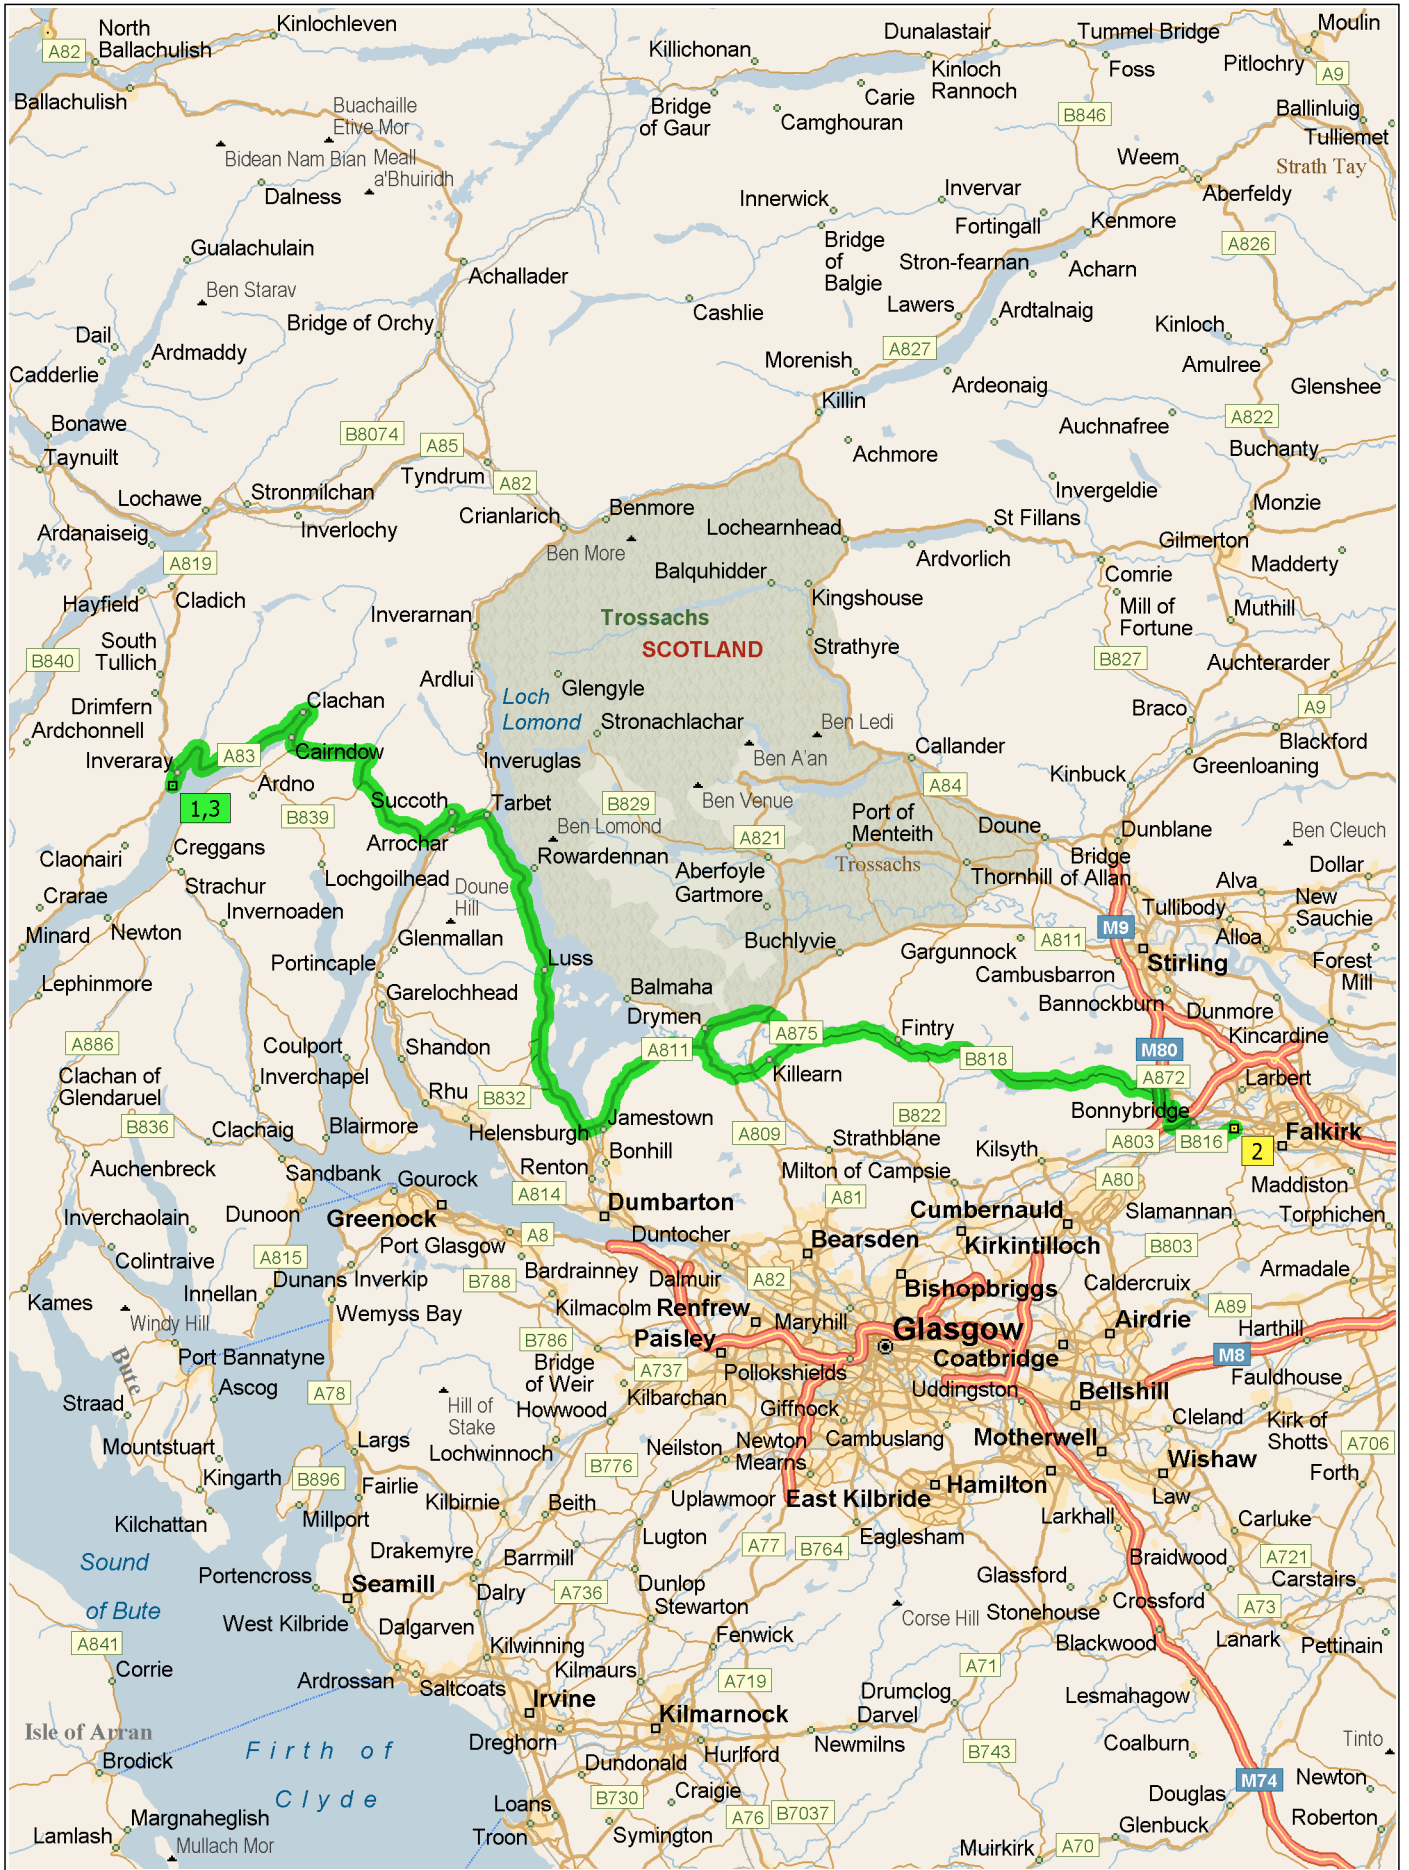 North
Ballachulish
Kinlochleven
A82
Ballachulish
Killichonan
Dunalastair
Tummel Bridge
Moulin
Pitlochry
A9
Kinloch
Rannoch
Foss
Bridge
of Gaur
Carie
Camghouran
B846
Ballinluig
Tulliemet
Buachaille
Etive Mor
Bidean Nam Bian
Meall
a'Bhuiridh
Dalness
Weem
Strath Tay
Aberfeldy
Innerwick
Invervar
Fortingall
Kenmore
Gualachulain
Bridge
of
Balgie
Stron-fearnan
Acharn
A826
Achallader
Ben Starav
Cashlie
Lawers
Ardtalnaig
Bridge of Orchy
Kinloch
Dail
Ardmaddy
Cadderlie
Morenish
A827
Amulree
Ardeonaig
Glenshee
Killin
Bonawe
B8074
A85
Auchnafree
A822
Taynuilt
Tyndrum
Achmore
Buchanty
A82
Lochawe
Stronmilchan
Inverlochy
Crianlarich
Benmore
Lochearnhead
Invergeldie
St Fillans
Monzie
Ardanaiseig
Ben More
Ardvorlich
Gilmerton
Madderty
A819
Balquhidder
Comrie
Hayfield
Cladich
Kingshouse
Mill of
Fortune
Muthill
Inverarnan
Trossachs
SCOTLAND
Strathyre
South
Tullich
B840
B827
Auchterarder
Ardlui
Loch
Lomond
Glengyle
Drimfern
Ardchonnell
Clachan
Stronachlachar
Ben Ledi
Braco
A9
Blackford
Inveraray
A83
Cairndow
Inveruglas
Ben A'an
Callander
Greenloaning
Ardno
Kinbuck
1,3
Succoth
Tarbet
B829
Ben Venue
A84
B839
Ben Lomond
Port of
Menteith
Arrochar
A821
Doune
Dunblane
Ben Cleuch
Claonairi
Creggans
Rowardennan
Trossachs
Aberfoyle
Gartmore
Bridge
of Allan
Dollar
Strachur
Lochgoilhead
Thornhill
Alva
Crarae
Doune
Hill
New
Sauchie
Invernoaden
Tullibody
Minard
Newton
Glenmallan
Buchlyvie
A811
M9
Alloa
Gargunnock
Luss
Portincaple
Cambusbarron
Stirling
Forest
Mill
Lephinmore
Garelochhead
Balmaha
Bannockburn
Dunmore
Drymen
A875
Fintry
Kincardine
A886
Coulport
Shandon
A811
M80
B818
Clachan of
Glendaruel
Inverchapel
Killearn
A872
Larbert
Rhu
B832
Jamestown
Bonnybridge
B836
Clachaig
Blairmore
Helensburgh
A809
B822
A803
B816
Falkirk
Strathblane
Kilsyth
2
Auchenbreck
Sandbank
Gourock
Renton
Bonhill
Milton of Campsie
A80
Maddiston
A814
Dumbarton
A81
Slamannan
Torphichen
Inverchaolain
Dunoon
Greenock
Cumbernauld
Duntocher
Bearsden
Kirkintilloch
B803
Colintraive
Port Glasgow
A8
A815
Bardrainney
Dalmuir
A82
Bishopbriggs
Caldercruix
Armadale
Dunans
Inverkip
B788
Kames
Innellan
Wemyss Bay
Kilmacolm
Renfrew
Maryhill
Airdrie
A89
Windy Hill
B786
Paisley
Glasgow
Harthill
Coatbridge
M8
Bute
Port Bannatyne
Bridge
of Weir
A737
Pollokshields
Uddingston
Bellshill
Fauldhouse
Ascog
A78
Kilbarchan
Straad
Hill of
Stake
Howwood
Giffnock
Cleland
Kirk of
Shotts
Mountstuart
Largs
Lochwinnoch
Neilston
Newton
Mearns
Cambuslang
Motherwell
A706
Wishaw
Kingarth
B896
Fairlie
B776
Forth
Hamilton
Kilbirnie
Beith
Uplawmoor
East Kilbride
Law
Kilchattan
Millport
Larkhall
Carluke
Lugton
Eaglesham
Sound
of Bute
Drakemyre
Barrmill
A77
B764
Braidwood
A721
Portencross
Seamill
Dalry
A736
Dunlop
Glassford
Carstairs
Stewarton
Corse Hill
Stonehouse
Crossford
A73
West Kilbride
Dalgarven
Fenwick
Blackwood
Lanark
Pettinain
A841
Kilwinning
Corrie
Kilmaurs
A71
Ardrossan
Saltcoats
A719
Drumclog
Lesmahagow
Irvine
Kilmarnock
Darvel
Isle of Arran
Dreghorn
Newmilns
Tinto
Brodick
Firth of
Clyde
Dundonald
Hurlford
B743
Coalburn
M74
Newton
Craigie
Douglas
Loans
B730
A76
B7037
Margnaheglish
Glenbuck
Roberton
Lamlash
Mullach Mor
Troon
Symington
Muirkirk
A70